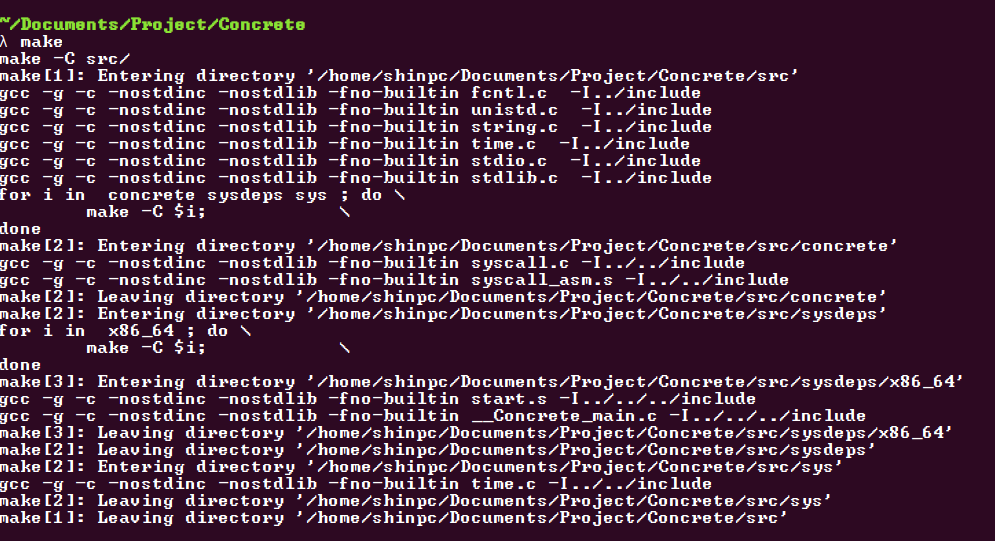 ~/Documents/Project/Concrete
λ make
make -C src/
make[1]: Entering directory '/home/shinpc/Documents/Project/Concrete/src'
gcc -g -c -nostdinc -nostdlib -fno-builtin fcntl.c  -I../include
gcc -g -c -nostdinc -nostdlib -fno-builtin unistd.c  -I../include
gcc -g -c -nostdinc -nostdlib -fno-builtin string.c  -I../include
gcc -g -c -nostdinc -nostdlib -fno-builtin time.c  -I../include
gcc -g -c -nostdinc -nostdlib -fno-builtin stdio.c  -I../include
gcc -g -c -nostdinc -nostdlib -fno-builtin stdlib.c  -I../include
for i in  concrete sysdeps sys ; do \
        make -C $i;            \
done
make[2]: Entering directory '/home/shinpc/Documents/Project/Concrete/src/concrete'
gcc -g -c -nostdinc -nostdlib -fno-builtin syscall.c -I../../include
gcc -g -c -nostdinc -nostdlib -fno-builtin syscall_asm.s -I../../include
make[2]: Leaving directory '/home/shinpc/Documents/Project/Concrete/src/concrete'
make[2]: Entering directory '/home/shinpc/Documents/Project/Concrete/src/sysdeps'
for i in  x86_64 ; do \
        make -C $i;            \
done
make[3]: Entering directory '/home/shinpc/Documents/Project/Concrete/src/sysdeps/x86_64'
gcc -g -c -nostdinc -nostdlib -fno-builtin start.s -I../../../include
gcc -g -c -nostdinc -nostdlib -fno-builtin __Concrete_main.c -I../../../include
make[3]: Leaving directory '/home/shinpc/Documents/Project/Concrete/src/sysdeps/x86_64'
make[2]: Leaving directory '/home/shinpc/Documents/Project/Concrete/src/sysdeps'
make[2]: Entering directory '/home/shinpc/Documents/Project/Concrete/src/sys'
gcc -g -c -nostdinc -nostdlib -fno-builtin time.c -I../../include
make[2]: Leaving directory '/home/shinpc/Documents/Project/Concrete/src/sys'
make[1]: Leaving directory '/home/shinpc/Documents/Project/Concrete/src'